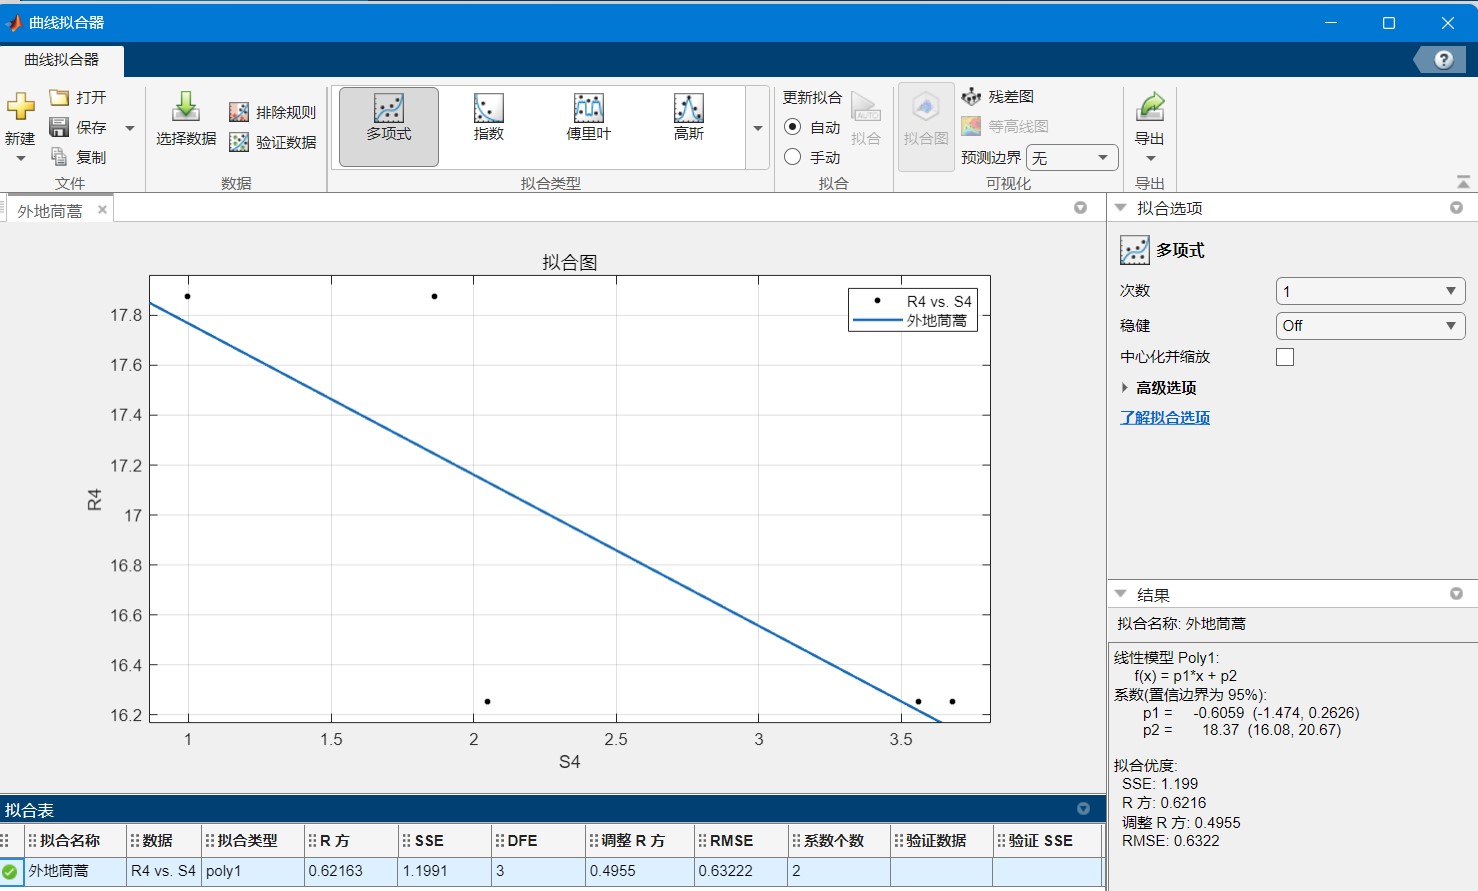 曲线拟合器
曲线拟合器
?
新建
打开
保存
复制
文件
选择数据
排除规则
验证数据
数据
多项式
指数
傅里叶
高斯
拟合类型
更新拟合
自动
手动
AUTO
拟合
拟合
拟合图
残差图
等高线图
预测边界 无
可视化
导出
导出
外地茼蒿
拟合图
R4 vs. S4
外地茼蒿
17.8
17.6
17.4
17.2
17
16.8
16.6
16.4
16.2
R4
1 1.5 2 2.5 3 3.5
S4
拟合选项
多项式
次数 1
稳健 Off
中心化并缩放
高级选项
了解拟合选项
结果
拟合名称: 外地茼蒿
线性模型 Poly1:
f(x) = p1*x + p2
系数(置信边界为 95%):
p1 = -0.6059 (-1.474, 0.2626)
p2 = 18.37 (16.08, 20.67)
拟合优度:
SSE: 1.199
R 方: 0.6216
调整 R 方: 0.4955
RMSE: 0.6322
拟合表
拟合名称 数据 拟合类型 R 方 SSE DFE 调整 R 方 RMSE 系数个数 验证数据 验证 SSE
外地茼蒿 R4 vs. S4 poly1 0.62163 1.1991 3 0.4955 0.63222 2